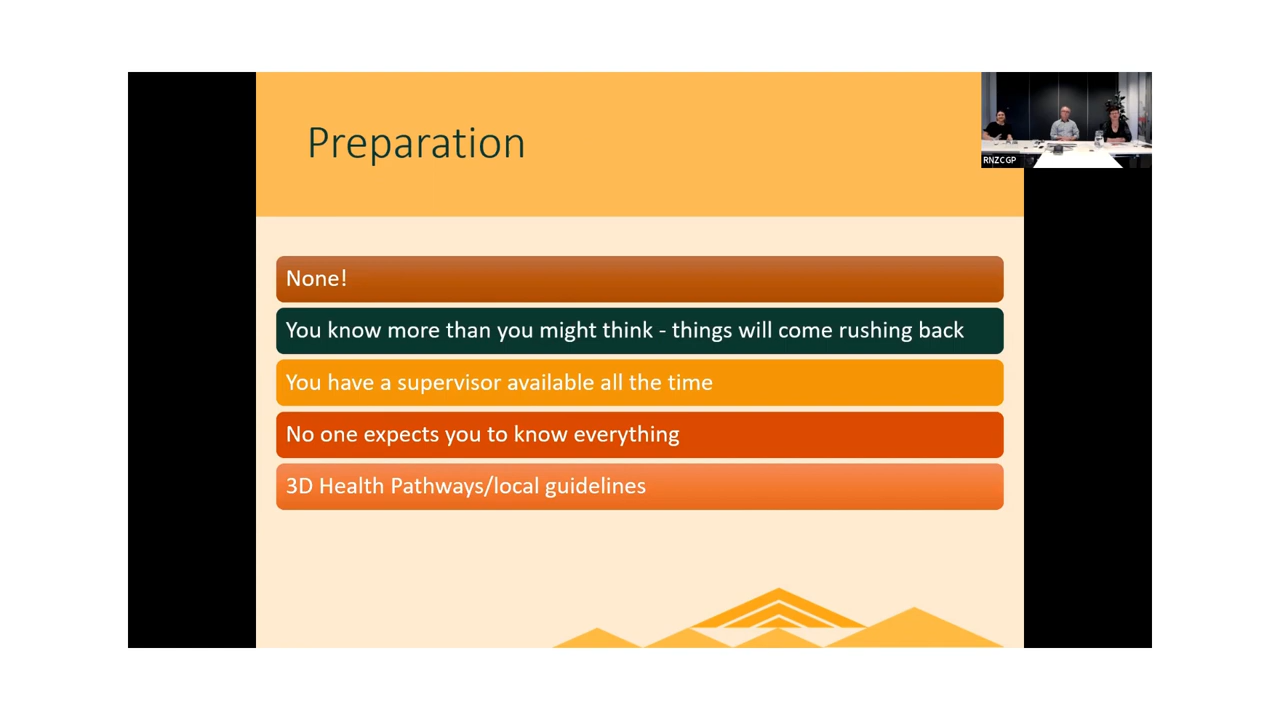 Preparation
RNZCGP
None!
You know more than you might think - things will come rushing back
You have a supervisor available all the time
No one expects you to know everything
3D Health Pathways/local guidelines